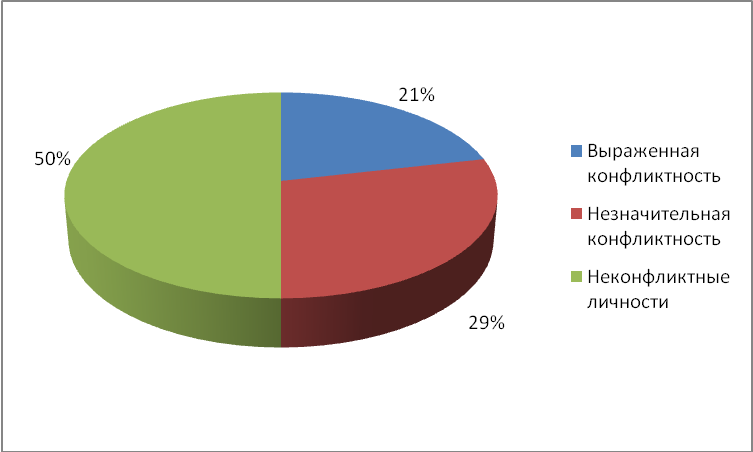 21%
50%
29%
Выраженная
конфликтность
Незначительная
конфликтность
Неконфликтные
личности